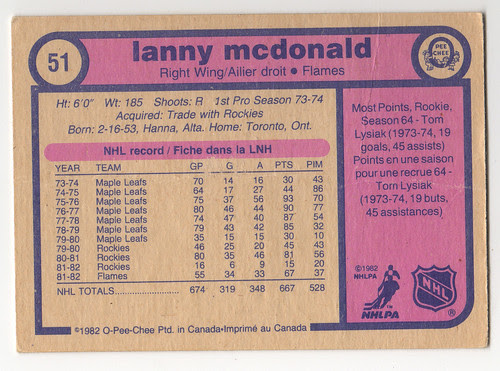 51
lanny mcdonald
Right Wing/Ailier droit • Flames
O PEE CHEE
Ht: 6'0" Wt: 185 Shoots: R 1st Pro Season 73-74
Acquired: Trade with Rockies
Born: 2-16-53, Hanna, Alta. Home: Toronto, Ont.
NHL record / Fiche dans la LNH
YEAR TEAM GP G A PTS PIM
73-74 Maple Leafs 70 14 16 30 43
74-75 Maple Leafs 64 17 27 44 86
75-76 Maple Leafs 75 37 56 93 70
76-77 Maple Leafs 80 46 44 90 77
77-78 Maple Leafs 74 47 40 87 54
78-79 Maple Leafs 79 43 42 85 32
79-80 Maple Leafs 35 15 15 30 10
79-80 Rockies 46 25 20 45 43
80-81 Rockies 80 35 46 81 56
81-82 Rockies 16 6 9 15 20
81-82 Flames 55 34 33 67 37
NHL TOTALS.................... 674 319 348 667 528
©1982 O-Pee-Chee Ptd. in Canada•Imprimé au Canada
Most Points, Rookie,
Season 64 - Tom
Lysiak (1973-74, 19
goals, 45 assists)
Points en une saison
pour une recrue 64 -
Tom Lysiak
(1973-74, 19 buts,
45 assistances)
©1982
NHLPA
NHLPA
TM
NHL